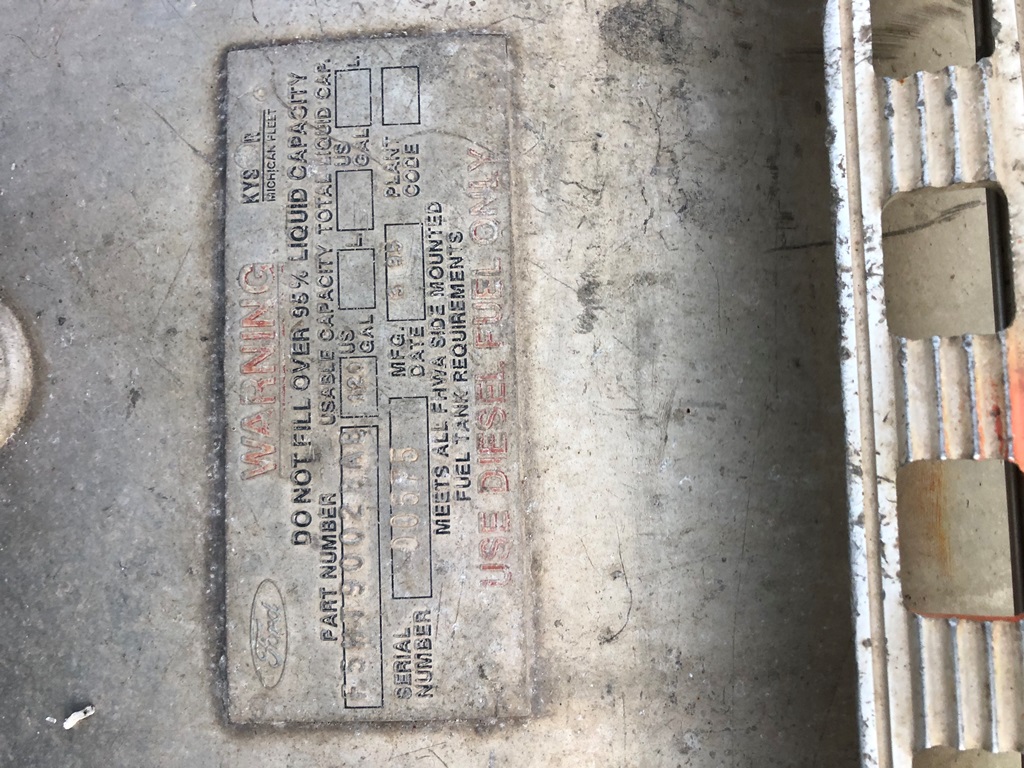 Ford
WARNING
MICHICAN FLEET
DO NOT FILL OVER 95% LIQUID CAPACITY
PART NUMBER USABLE CAPACITY TOTAL LIQUID CAP.
US GAL L US GAL L.
SERIAL NUMBER 00575 MFG. DATE PLANT CODE
MEETS ALL FHWA SIDE MOUNTED
FUEL TANK REQUIREMENTS
USE DIESEL FUEL ONLY